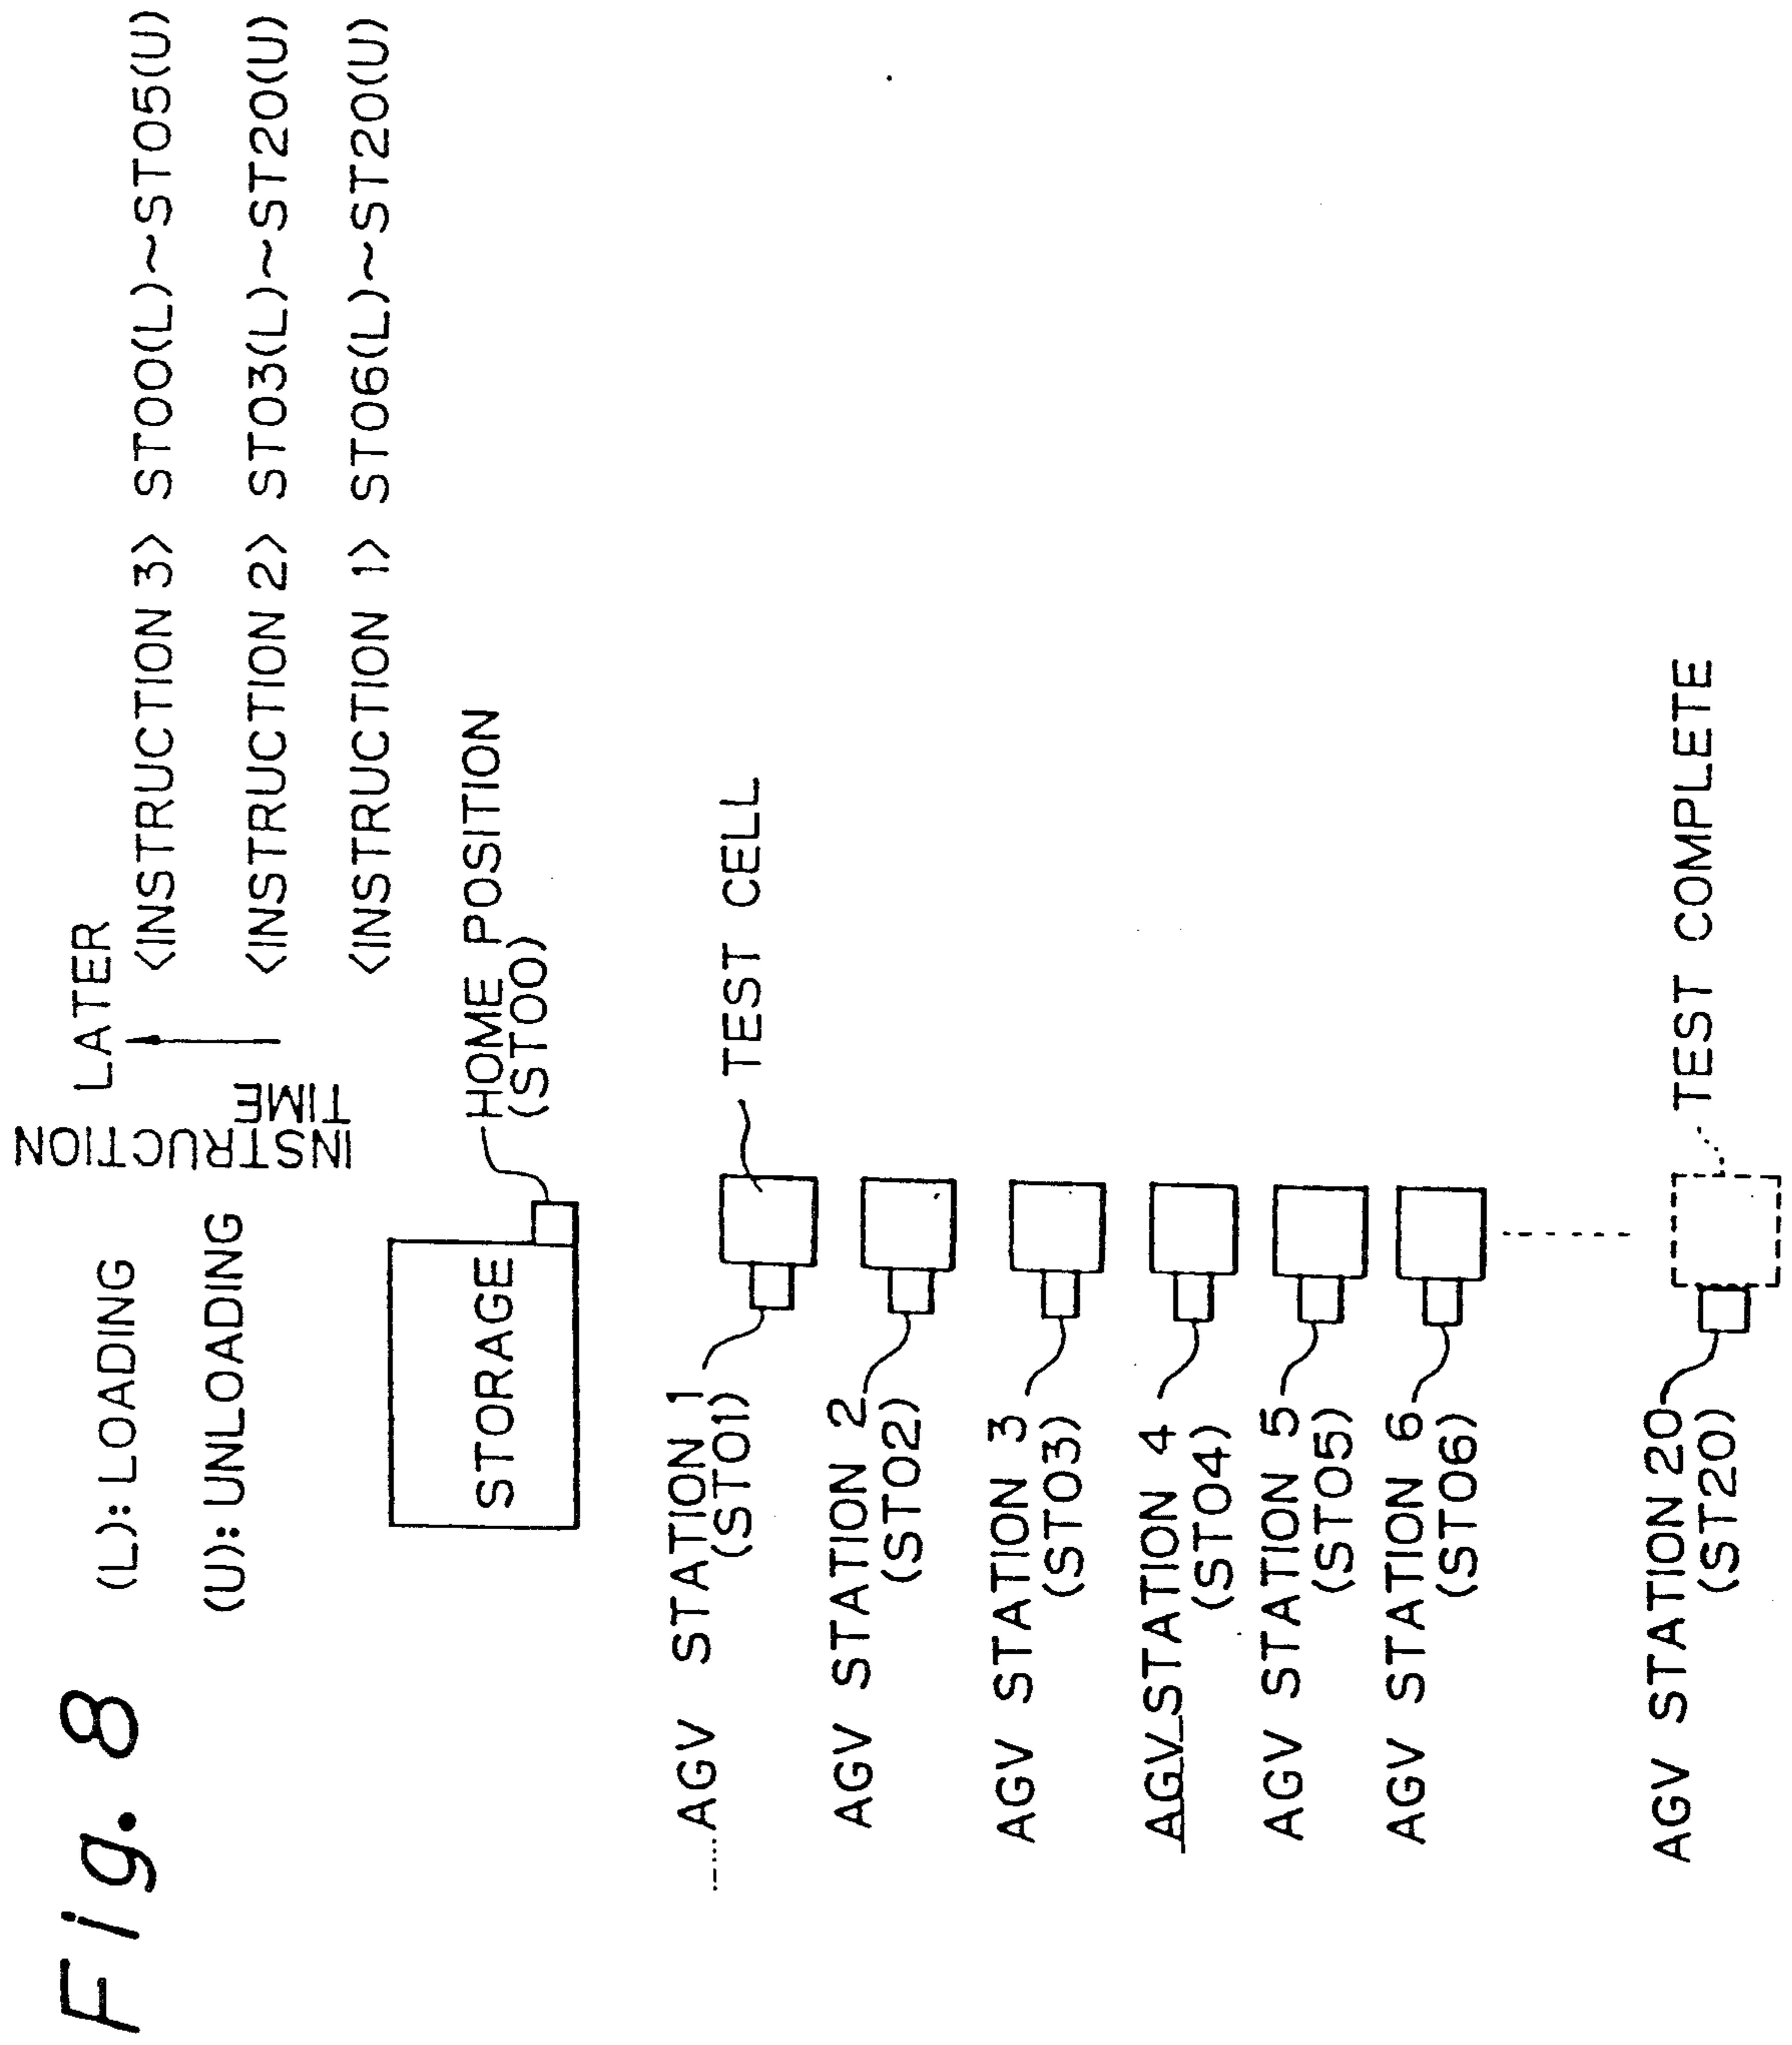 Fig. 8
(L): LOADING
(U): UNLOADING
INSTRUCTION
TIME
LATER
<INSTRUCTION 3> ST00(L)~ST05(U)
<INSTRUCTION 2> ST03(L)~ST20(U)
<INSTRUCTION 1> ST06(L)~ST20(U)
STORAGE
HOME POSITION
(ST00)
AGV STATION 1
(ST01)
TEST CELL
AGV STATION 2
(ST02)
AGV STATION 3
(ST03)
AGV STATION 4
(ST04)
AGV STATION 5
(ST05)
AGV STATION 6
(ST06)
AGV STATION 20
(ST20)
TEST COMPLETE